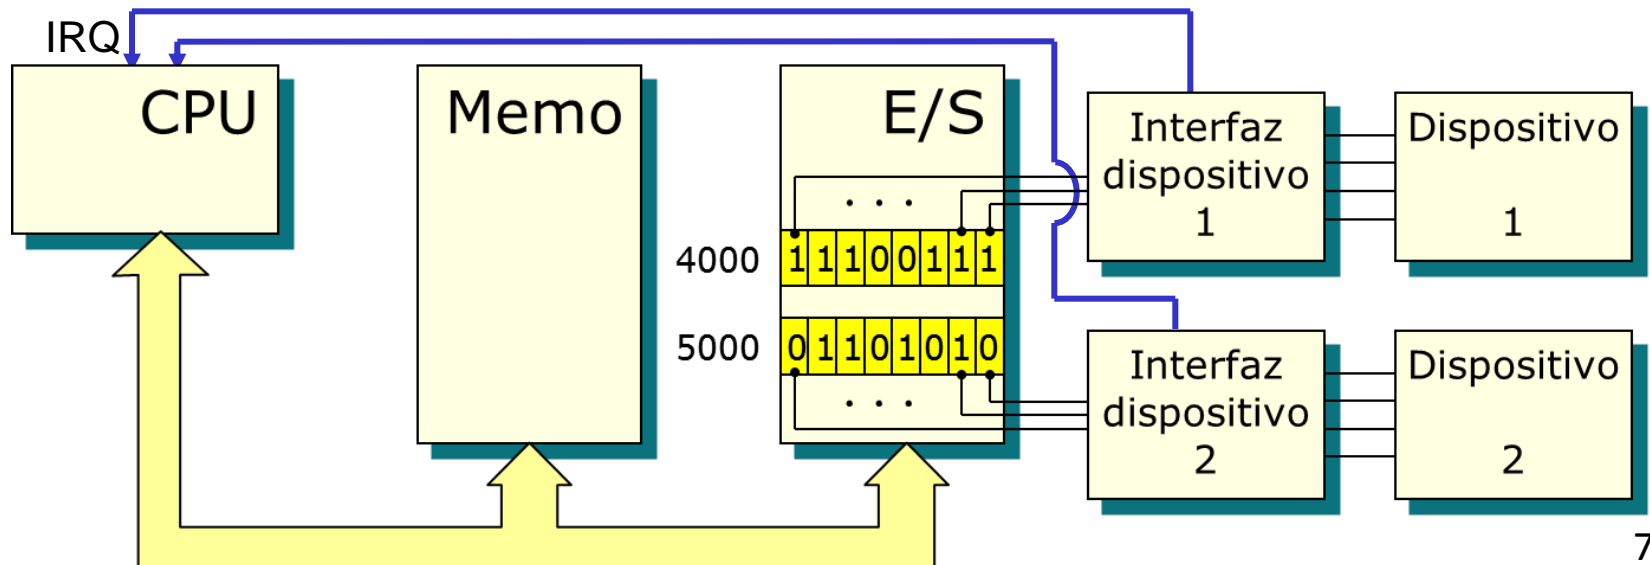 IRQ
CPU
Memo
E/S
Interfaz
dispositivo
1
Dispositivo
1
. . .
4000 1 1 1 0 0 1 1 1
5000 0 1 1 0 1 0 1 0
. . .
Interfaz
dispositivo
2
Dispositivo
2
7